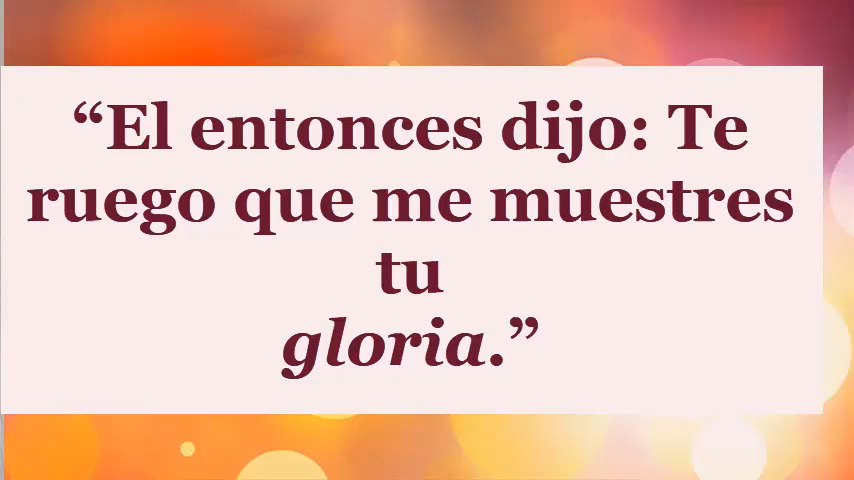 “El entonces dijo: Te
ruego que me muestres
tu
gloria.”